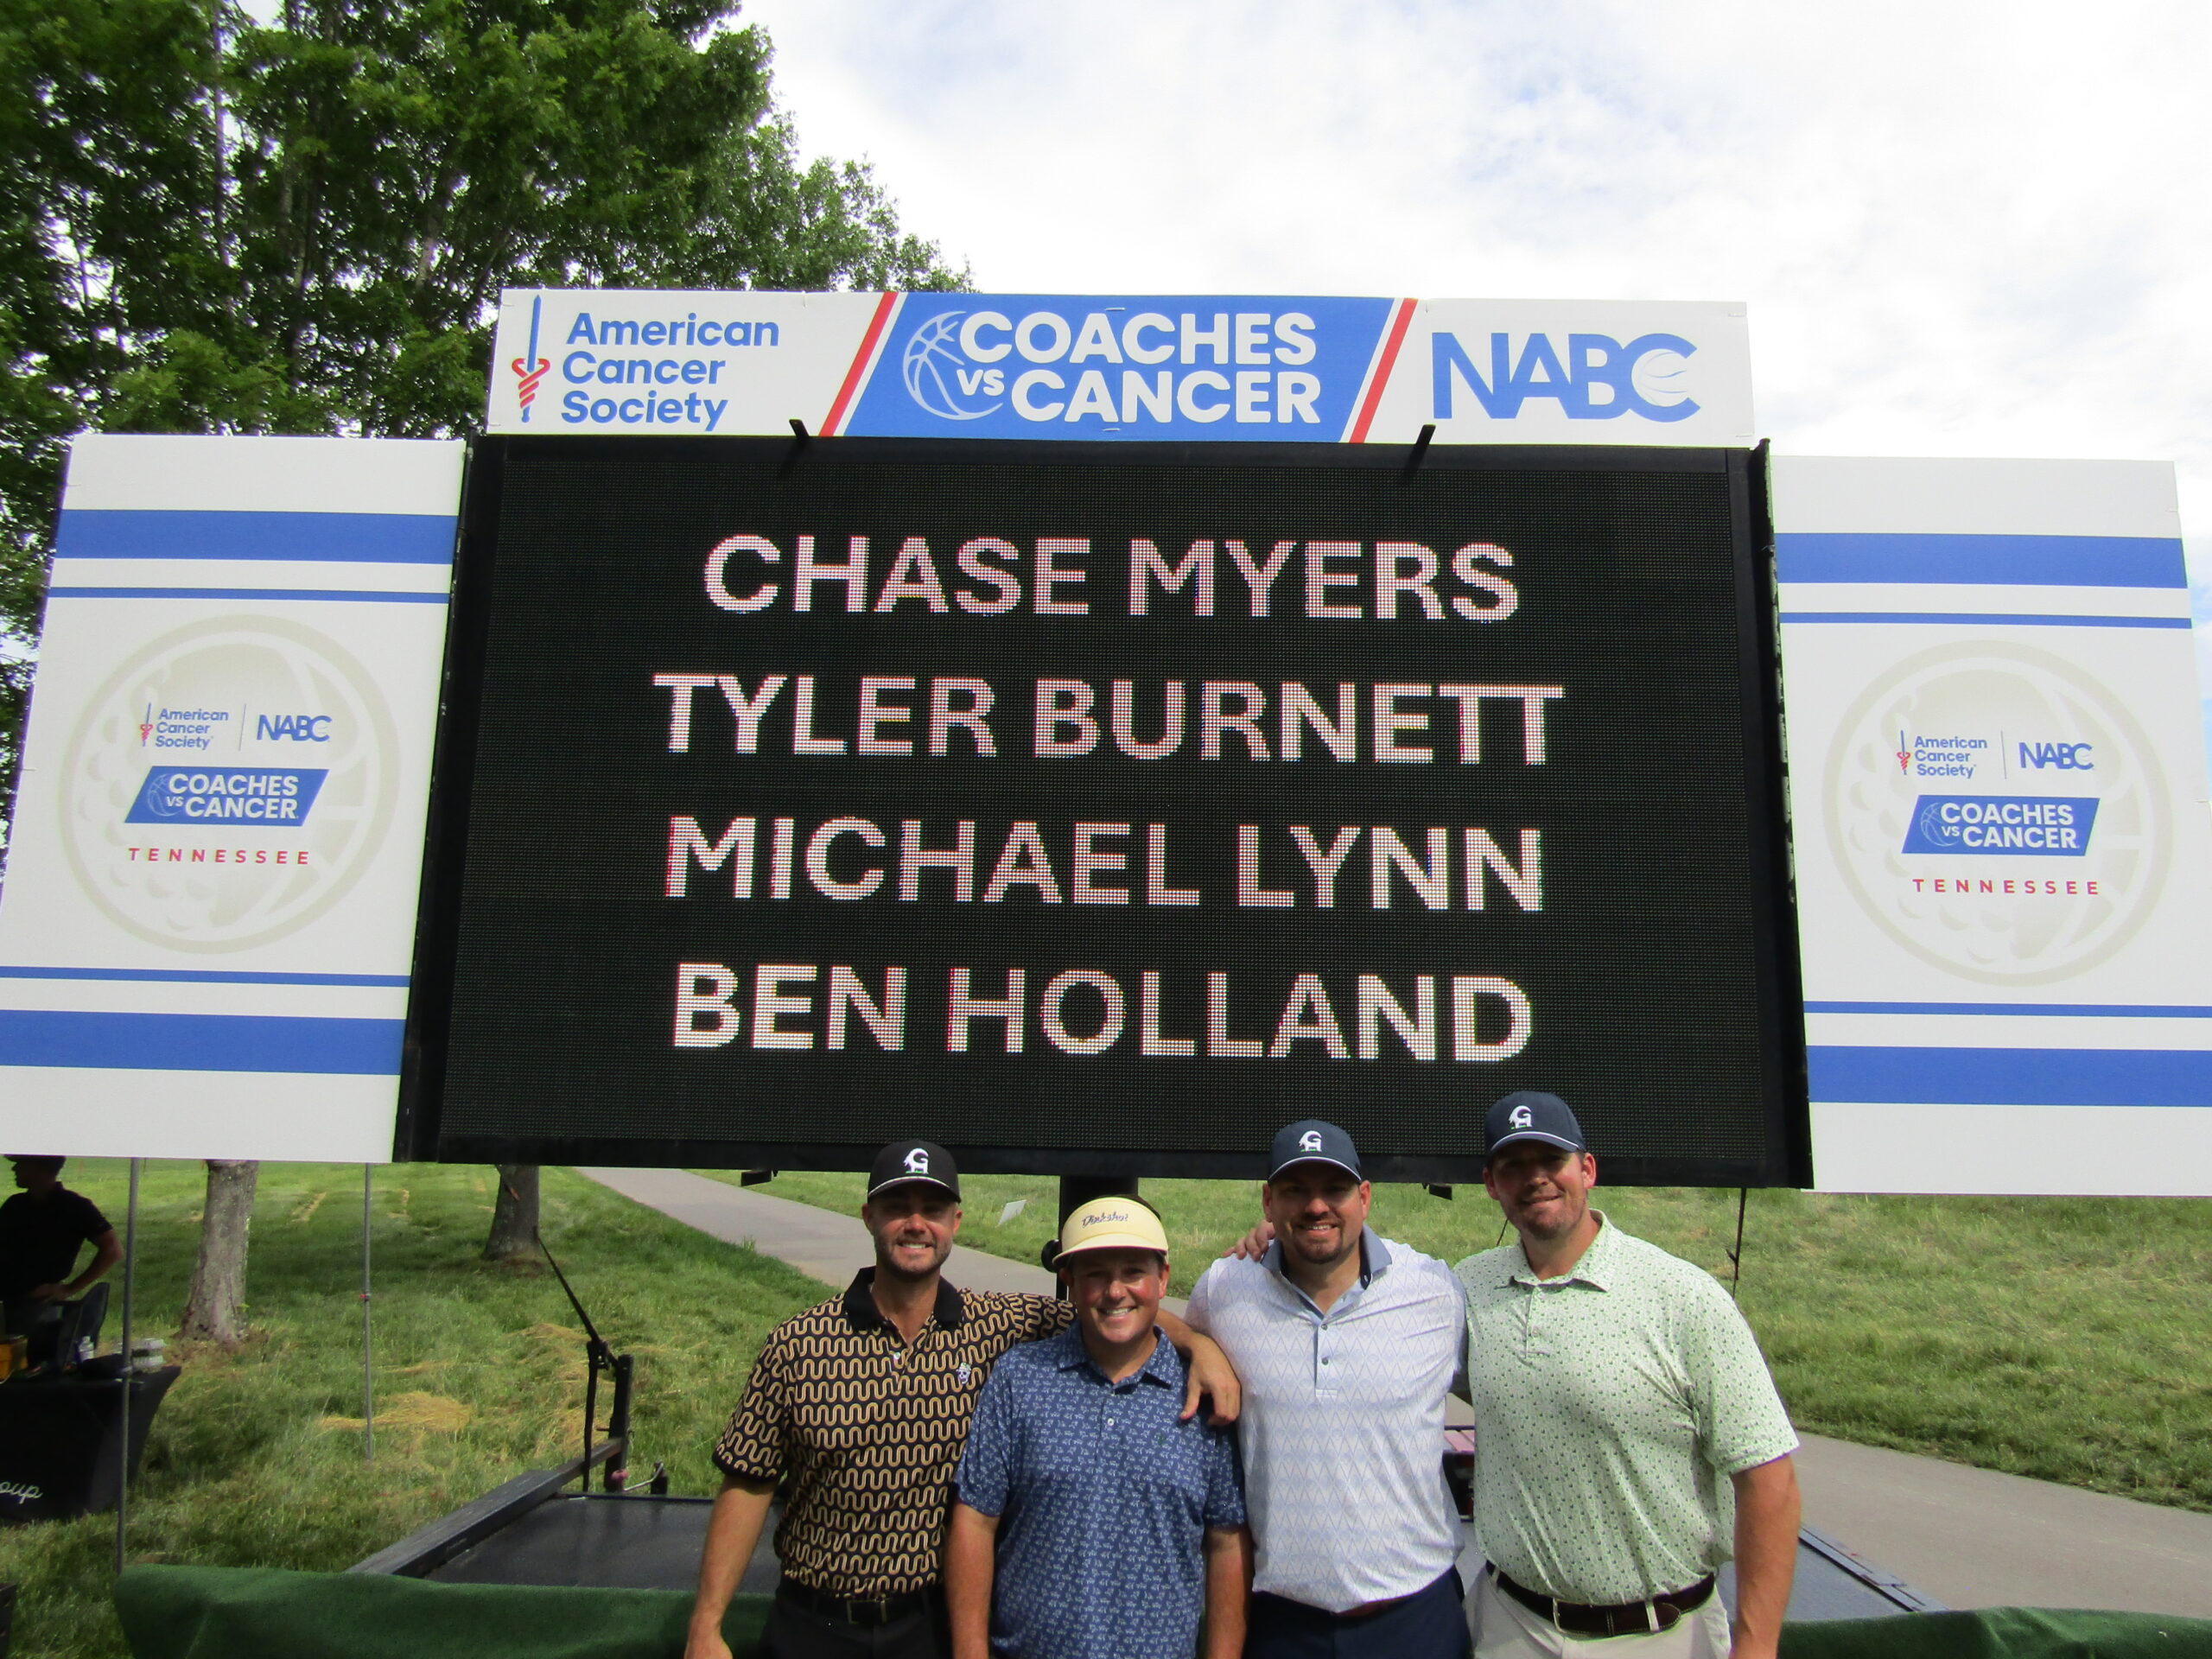 American
Cancer
Society
COACHES
VS CANCER
NABC
CHASE MYERS
TYLER BURNETT
MICHAEL LYNN
BEN HOLLAND
American
Cancer
Society
NABC
COACHES
VS CANCER
TENNESSEE
American
Cancer
Society
NABC
COACHES
VS CANCER
TENNESSEE
G
G
G